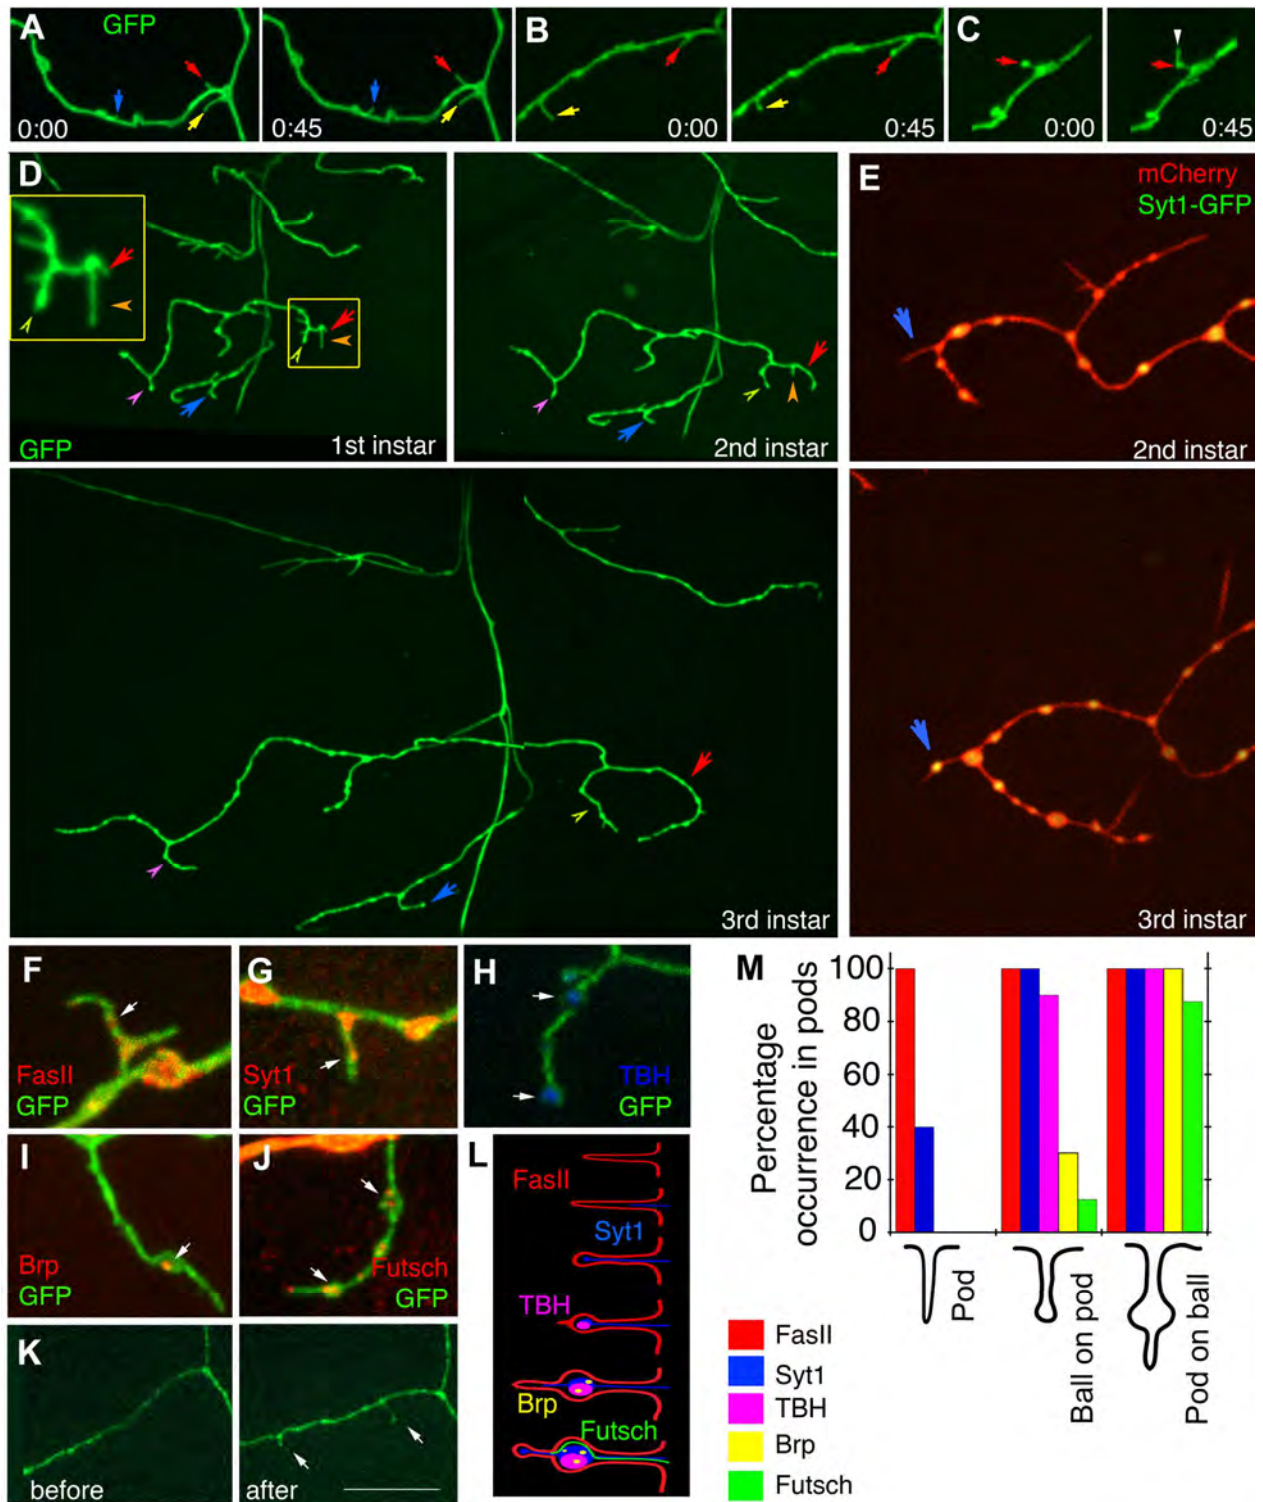 A GFP 0:00 0:45
B 0:00 0:45
C 0:00 0:45
D GFP 1st instar
2nd instar
3rd instar
E mCherry
Syt1-GFP
2nd instar
3rd instar
F FasII
GFP
G Syt1
GFP
H TBH
GFP
I Brp
GFP
J Futsch
GFP
K before after
L FasII
Syt1
TBH
Brp
Futsch
M
Percentage
occurrence in pods
100
80
60
40
20
0
Pod
Ball on pod
Pod on ball
FasII
Syt1
TBH
Brp
Futsch